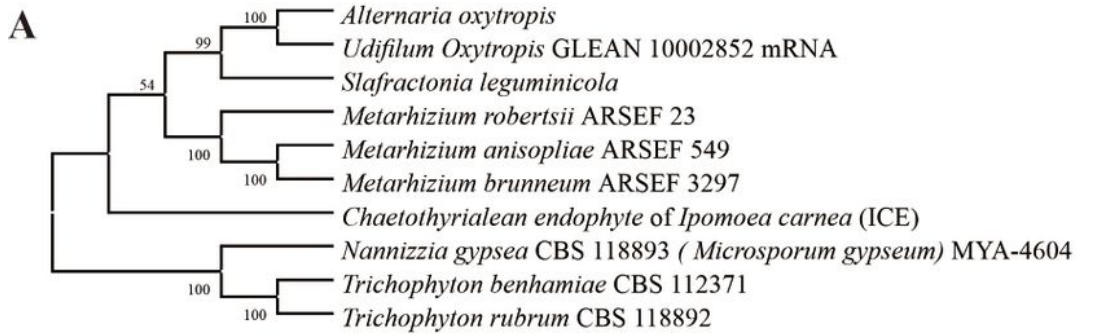 A
100
Alternaria oxytropis
Udifilum Oxytropis GLEAN 10002852 mRNA
99
Slafractonia leguminicola
54
Metarhizium robertsii ARSEF 23
100
Metarhizium anisopliae ARSEF 549
100
Metarhizium brunneum ARSEF 3297
Chaetothyrialean endophyte of Ipomoea carnea (ICE)
Nannizzia gypsea CBS 118893 ( Microsporum gypseum) MYA-4604
100
Trichophyton benhamiae CBS 112371
100
Trichophyton rubrum CBS 118892